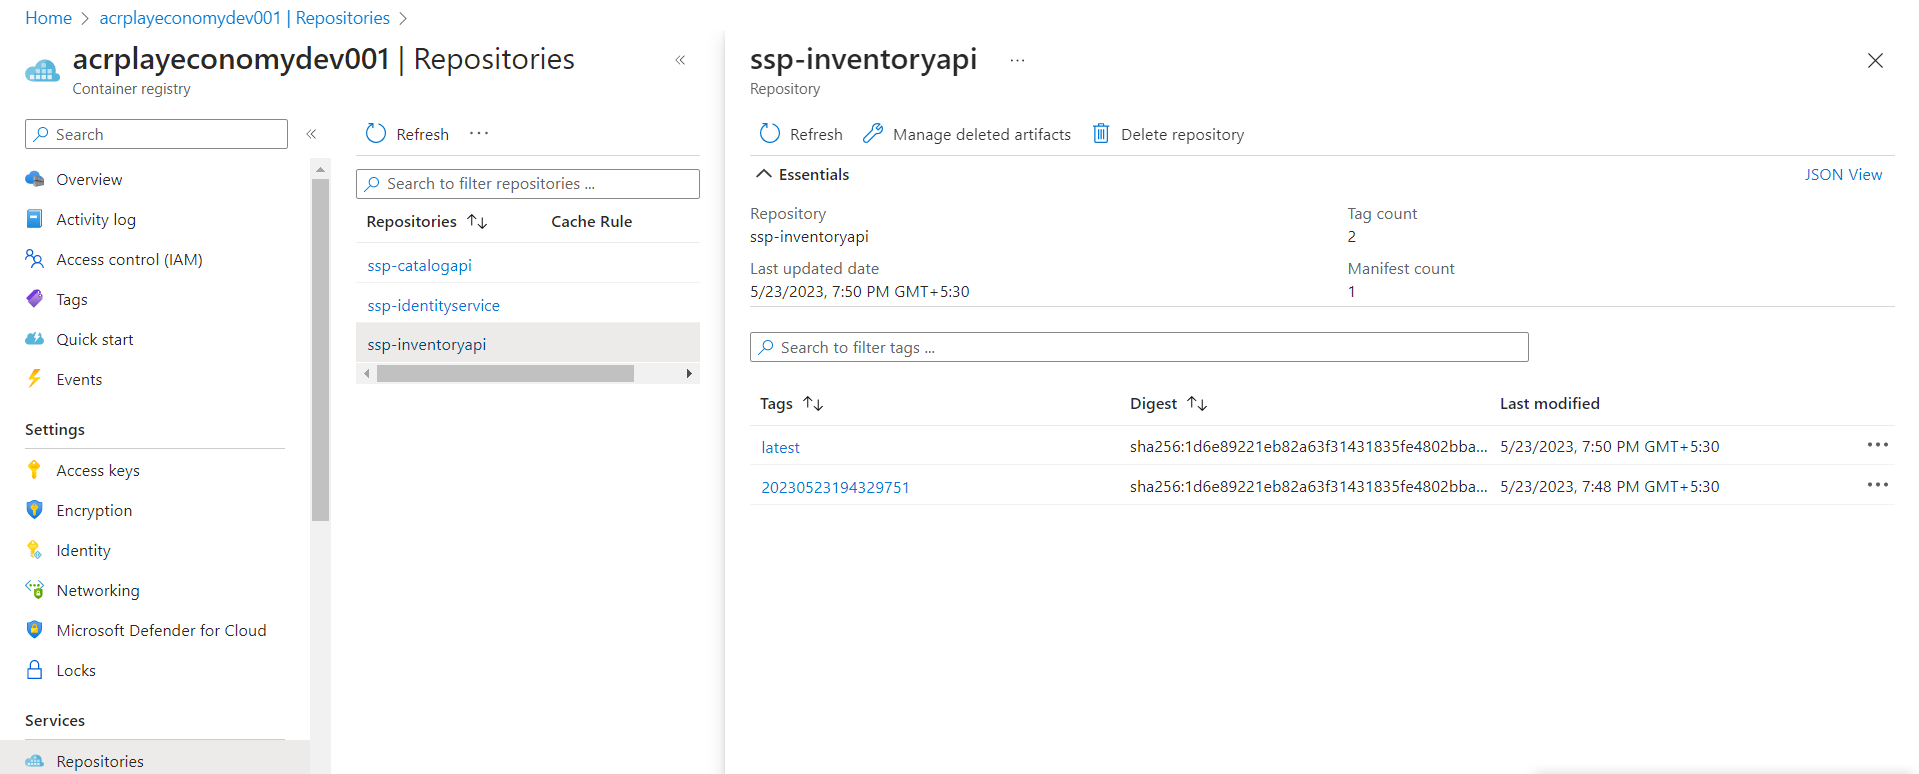 Home > acrplayeconomydev001 | Repositories >
acrplayeconomydev001 | Repositories
Container registry
«
Search
«
Overview
Activity log
Access control (IAM)
Tags
Quick start
Events
Settings
Access keys
Encryption
Identity
Networking
Microsoft Defender for Cloud
Locks
Services
Repositories
Refresh ...
Search to filter repositories ...
Repositories ↑↓ Cache Rule
ssp-catalogapi
ssp-identityservice
ssp-inventoryapi
ssp-inventoryapi ...
Repository
Refresh Manage deleted artifacts Delete repository
Essentials JSON View
Repository Tag count
ssp-inventoryapi 2
Last updated date Manifest count
5/23/2023, 7:50 PM GMT+5:30 1
Search to filter tags ...
Tags ↑↓ Digest ↑↓ Last modified
latest sha256:1d6e89221eb82a63f31431835fe4802bba... 5/23/2023, 7:50 PM GMT+5:30 ...
20230523194329751 sha256:1d6e89221eb82a63f31431835fe4802bba... 5/23/2023, 7:48 PM GMT+5:30 ...